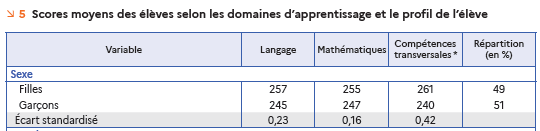 ↘ 5 Scores moyens des élèves selon les domaines d'apprentissage et le profil de l'élève
Variable Langage Mathématiques Compétences transversales * Répartition (en %)
Sexe
Filles 257 255 261 49
Garçons 245 247 240 51
Écart standardisé 0,23 0,16 0,42